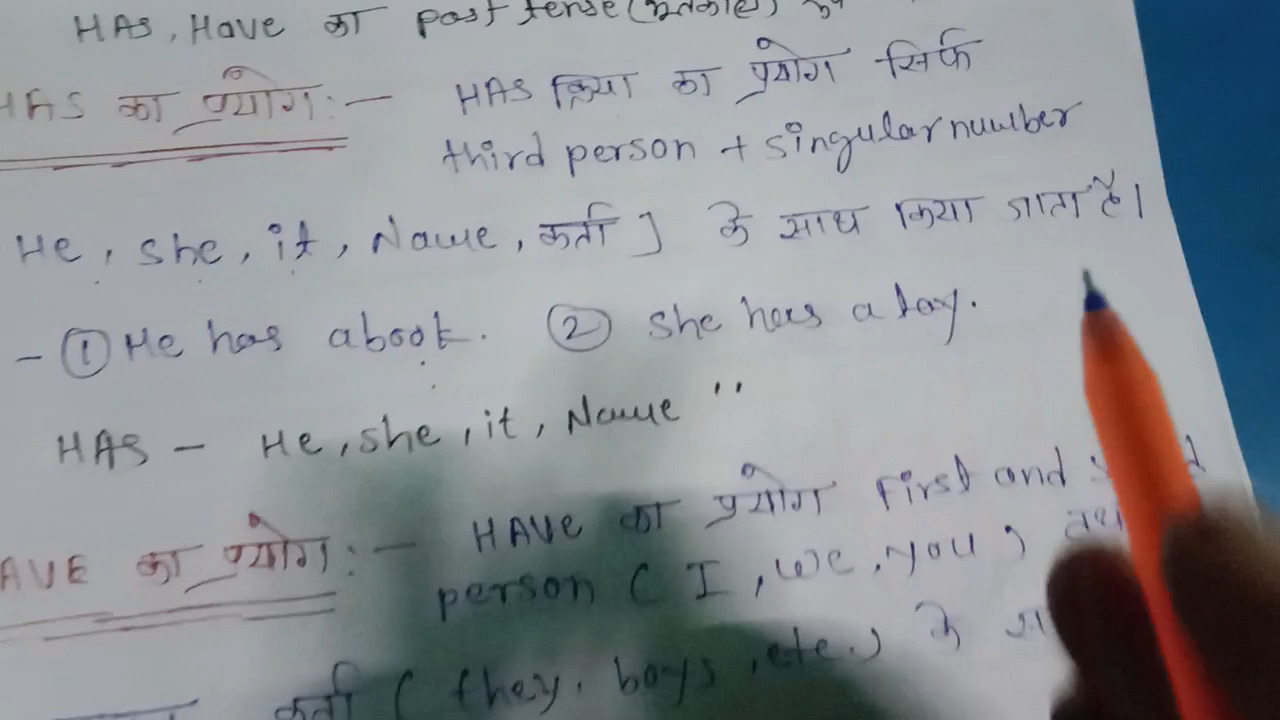 HAS, Have का past tense (भूतकाल)
HAS का प्रयोग :— HAS क्रिया का प्रयोग सिर्फ
third person + singular number
He, she, it, Name, कर्ता ] के साथ किया जाता है।
- ① He has a book. ② She has a toy.
HAS - He, she, it, Name "
AVE का प्रयोग :— HAVE का प्रयोग First and
person ( I, we, you )
कर्ता ( they, boys, etc.) के